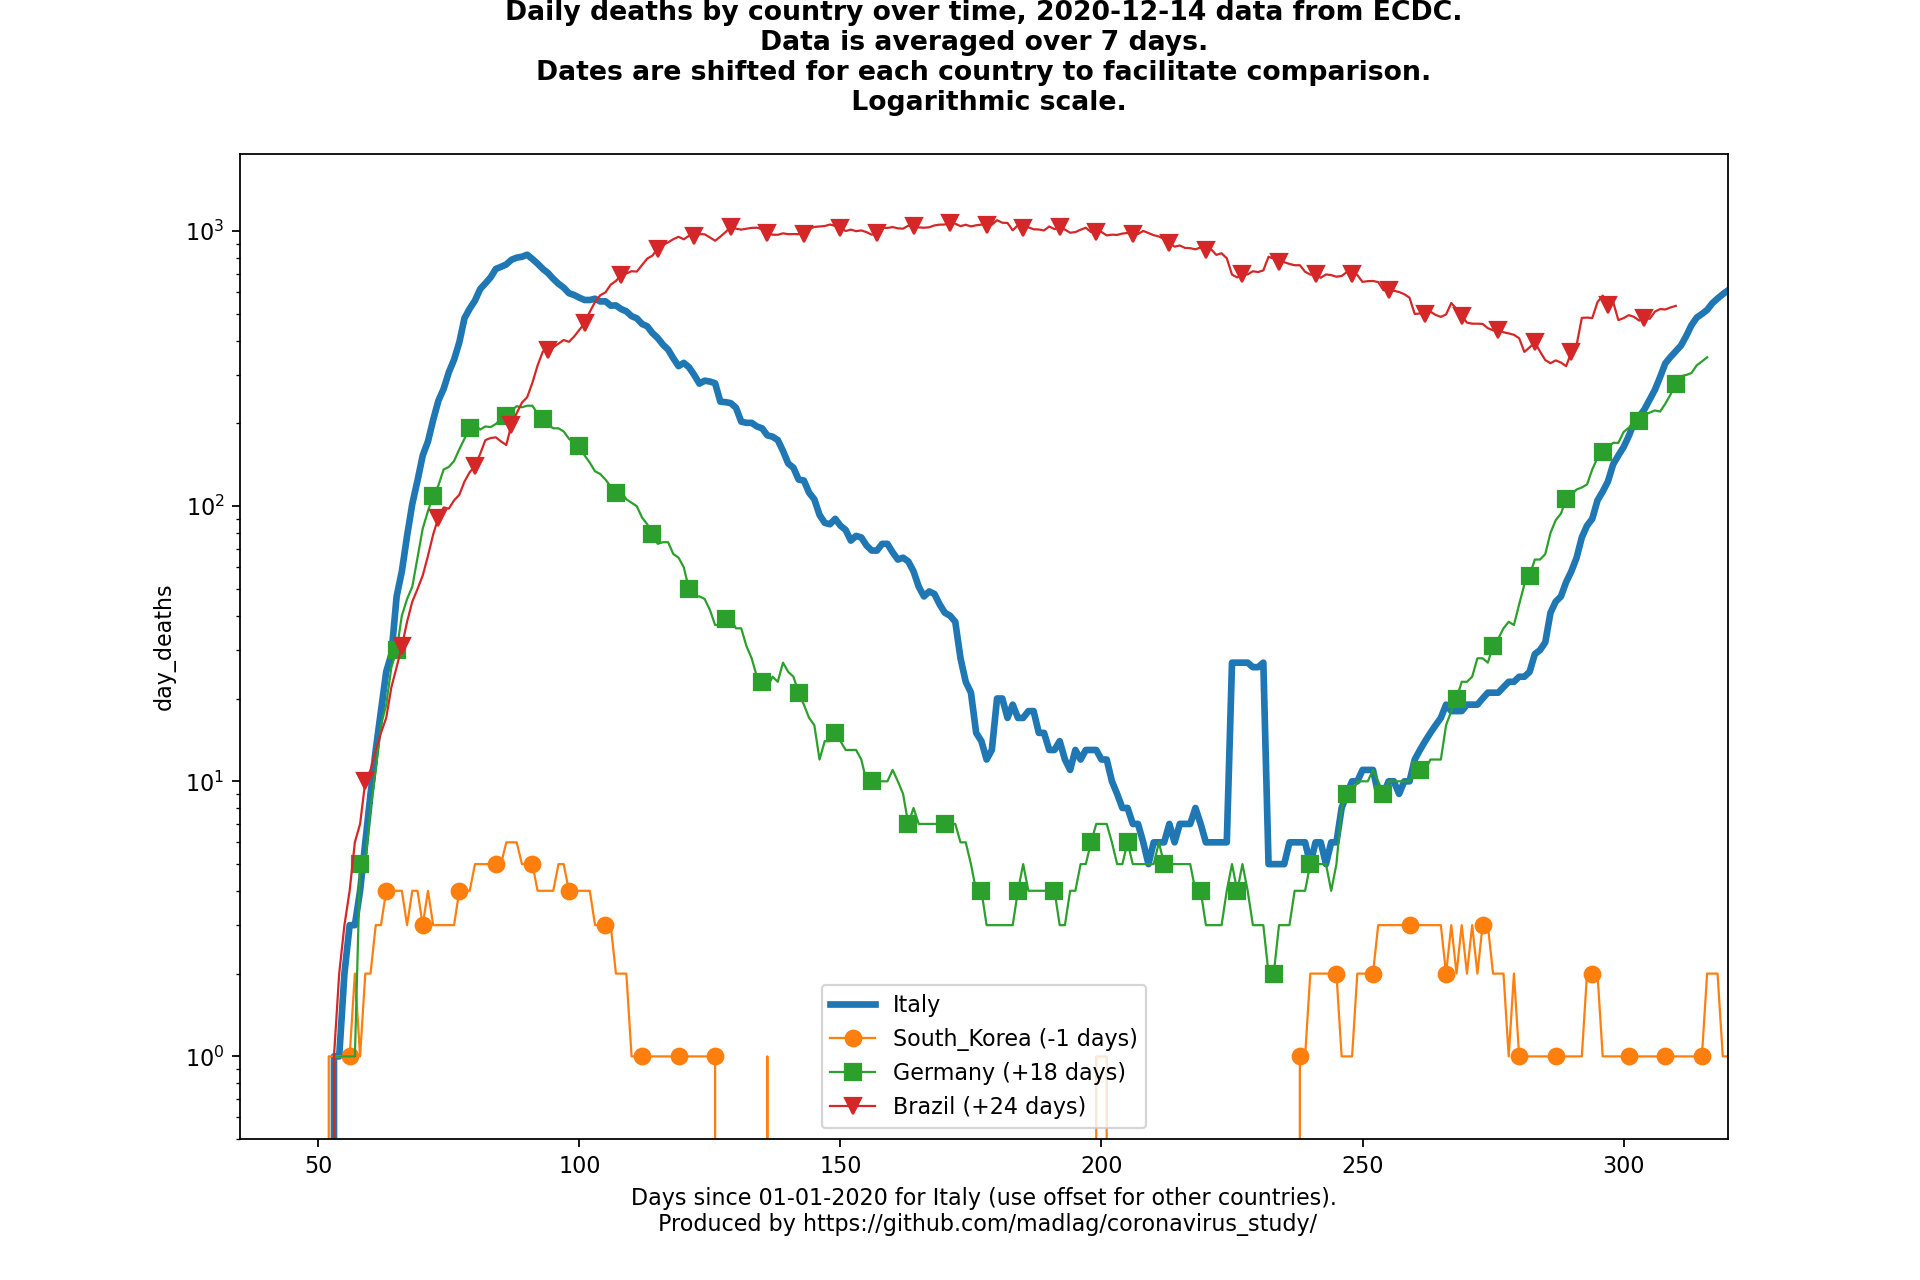 Daily deaths by country over time, 2020-12-14 data from ECDC.
Data is averaged over 7 days.
Dates are shifted for each country to facilitate comparison.
Logarithmic scale.
10³
10²
10¹
10⁰
day_deaths
Italy
South_Korea (-1 days)
Germany (+18 days)
Brazil (+24 days)
50 100 150 200 250 300
Days since 01-01-2020 for Italy (use offset for other countries).
Produced by https://github.com/madlag/coronavirus_study/